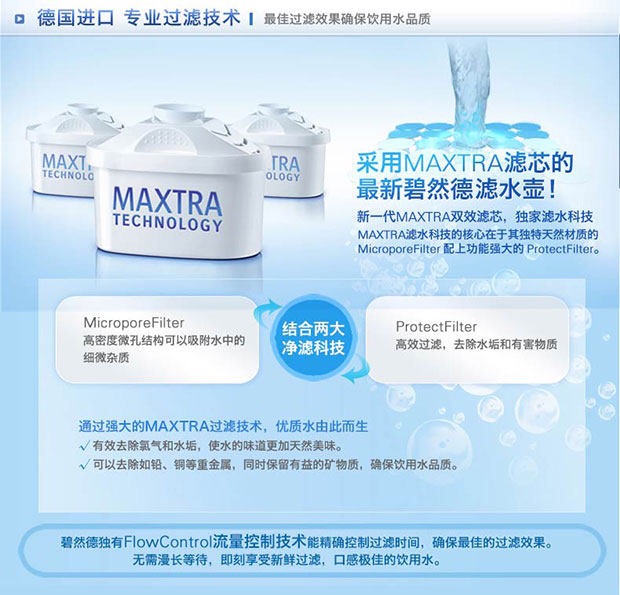 德国进口 专业过滤技术 | 最佳过滤效果确保饮用水品质
MAXTRA
TECHNOLOGY
采用MAXTRA滤芯的
最新碧然德滤水壶！
新一代MAXTRA双效滤芯，独家滤水科技
MAXTRA滤水科技的核心在于其独特天然材质的
MicroporeFilter 配上功能强大的 ProtectFilter。
MicroporeFilter
高密度微孔结构可以吸附水中的
细微杂质
结合两大
净滤科技
ProtectFilter
高效过滤，去除水垢和有害物质
通过强大的MAXTRA过滤技术，优质水由此而生
√ 有效去除氯气和水垢，使水的味道更加天然美味。
√ 可以去除如铅、铜等重金属，同时保留有益的矿物质，确保饮用水品质。
碧然德独有FlowControl流量控制技术能精确控制过滤时间，确保最佳的过滤效果。
无需漫长等待，即刻享受新鲜过滤，口感极佳的饮用水。